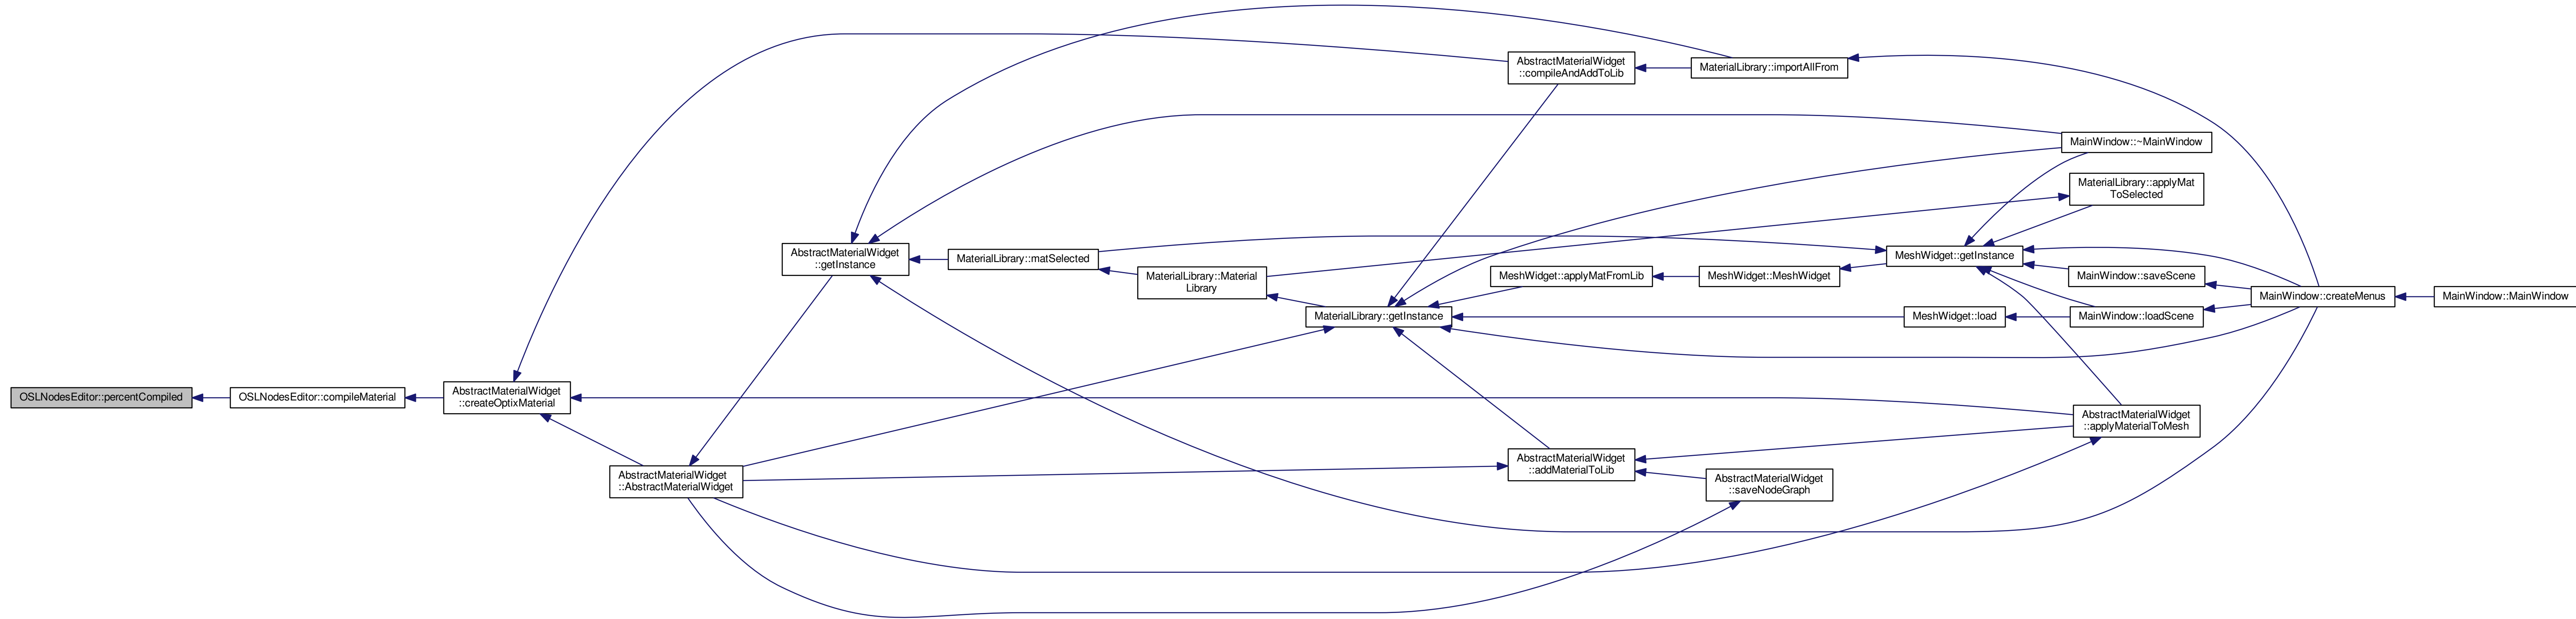 AbstractMaterialWidget
::compileAndAddToLib
MaterialLibrary::importAllFrom
MainWindow::~MainWindow
MaterialLibrary::applyMat
ToSelected
AbstractMaterialWidget
::getInstance
MaterialLibrary::matSelected
MeshWidget::getInstance
MaterialLibrary::Material
Library
MeshWidget::applyMatFromLib
MeshWidget::MeshWidget
MainWindow::saveScene
MainWindow::createMenus
MainWindow::MainWindow
MaterialLibrary::getInstance
MeshWidget::load
MainWindow::loadScene
OSLNodesEditor::percentCompiled
OSLNodesEditor::compileMaterial
AbstractMaterialWidget
::createOptixMaterial
AbstractMaterialWidget
::applyMaterialToMesh
AbstractMaterialWidget
::AbstractMaterialWidget
AbstractMaterialWidget
::addMaterialToLib
AbstractMaterialWidget
::saveNodeGraph